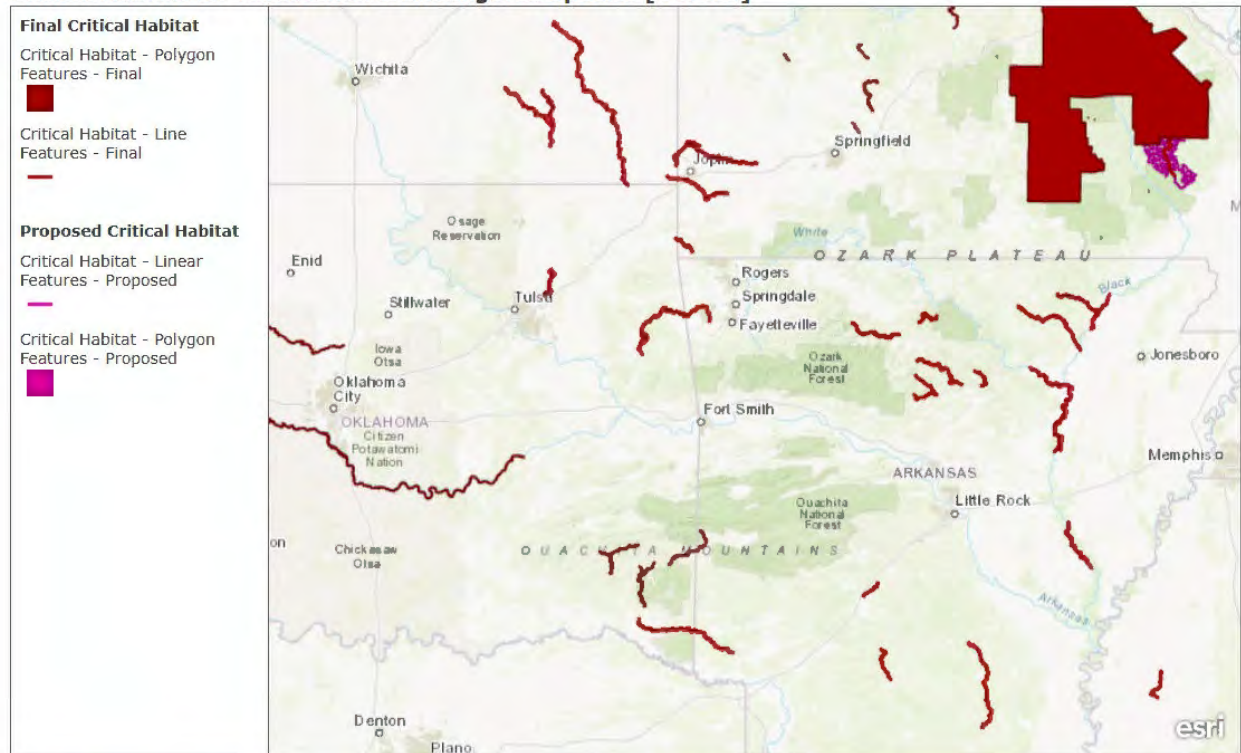 Final Critical Habitat
Critical Habitat - Polygon
Features - Final
Critical Habitat - Line
Features - Final
Proposed Critical Habitat
Critical Habitat - Linear
Features - Proposed
Critical Habitat - Polygon
Features - Proposed
Wichita
Springfield
Joplin
Osage
Reservation
White
OZARK PLATEAU
Enid
Rogers
Black
Stillwater
Tulsa
Springdale
Fayetteville
Iowa
Otsa
Ozark
National
Forest
Jonesboro
Oklahoma
City
Fort Smith
OKLAHOMA
Citizen
Potawatomi
Nation
Memphis
ARKANSAS
Ouachita
National
Forest
Little Rock
on
Chickasaw
Otsa
OUACHITA MOUNTAINS
Arkansas
Denton
Plano
esri